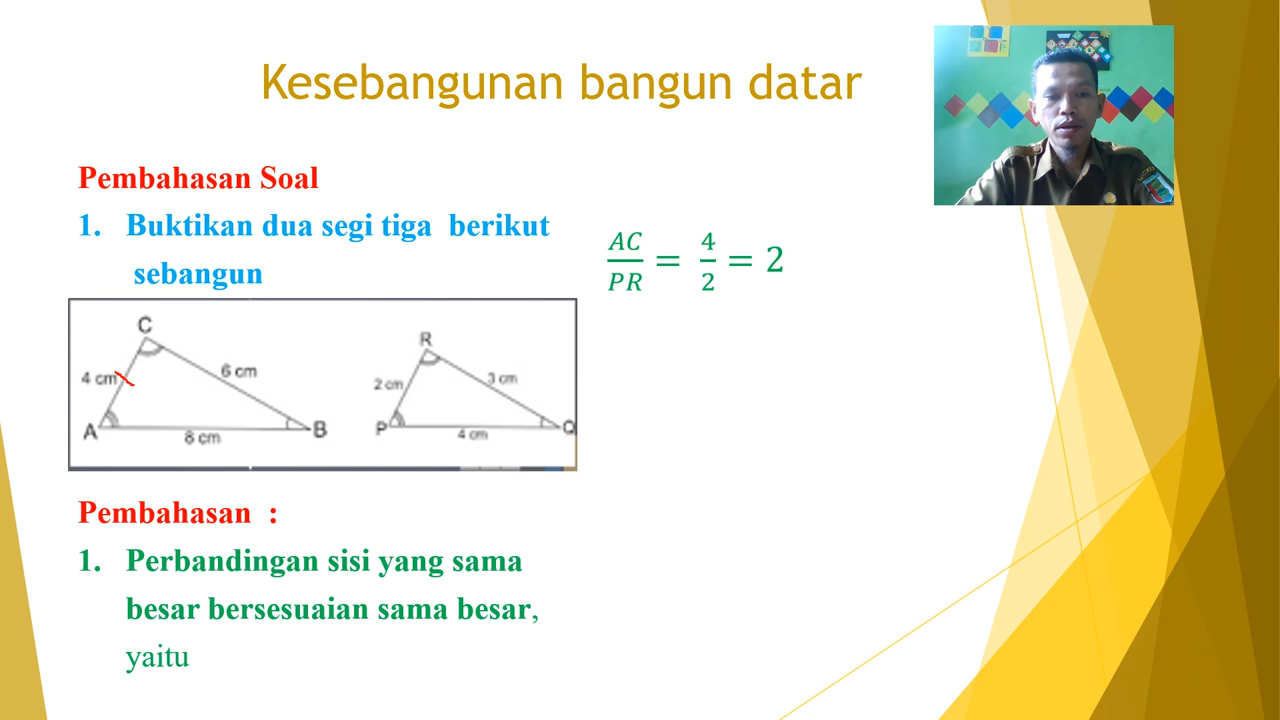 Kesebangunan bangun datar
Pembahasan Soal
1. Buktikan dua segi tiga berikut
sebangun
C
4 cm
6 cm
A
8 cm
B
R
2 cm
3 cm
P
4 cm
Q
Pembahasan :
1. Perbandingan sisi yang sama
besar bersesuaian sama besar,
yaitu
AC/PR = 4/2 = 2